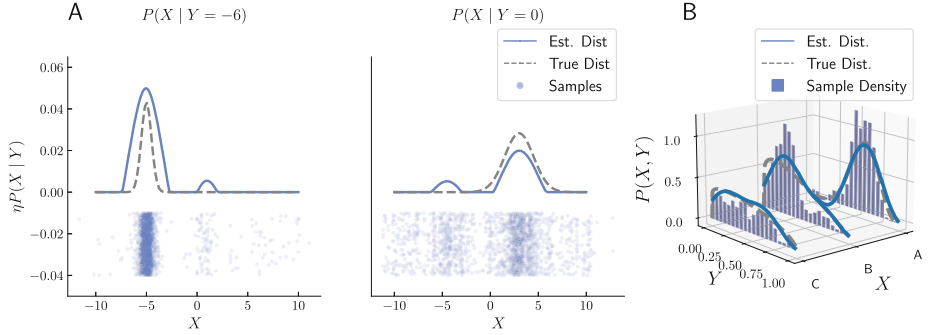 A
P(X | Y = −6)
P(X | Y = 0)
B
Est. Dist
True Dist
Samples
Est. Dist.
True Dist.
Sample Density
0.06
0.04
0.02
0.00
−0.02
−0.04
ηP(X | Y)
−10
−5
0
5
10
X
−10
−5
0
5
10
X
P(X, Y)
1.0
0.5
0.0
0.00
0.25
0.50
0.75
1.00
Y
C
B
A
X